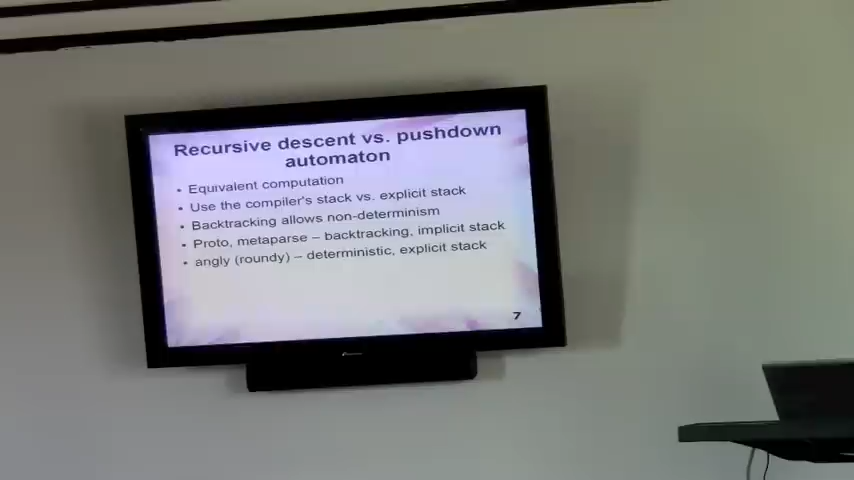 Recursive descent vs. pushdown
automaton
• Equivalent computation
• Use the compiler's stack vs. explicit stack
• Backtracking allows non-determinism
• Proto, metaparse – backtracking, implicit stack
• angly (roundy) – deterministic, explicit stack
7